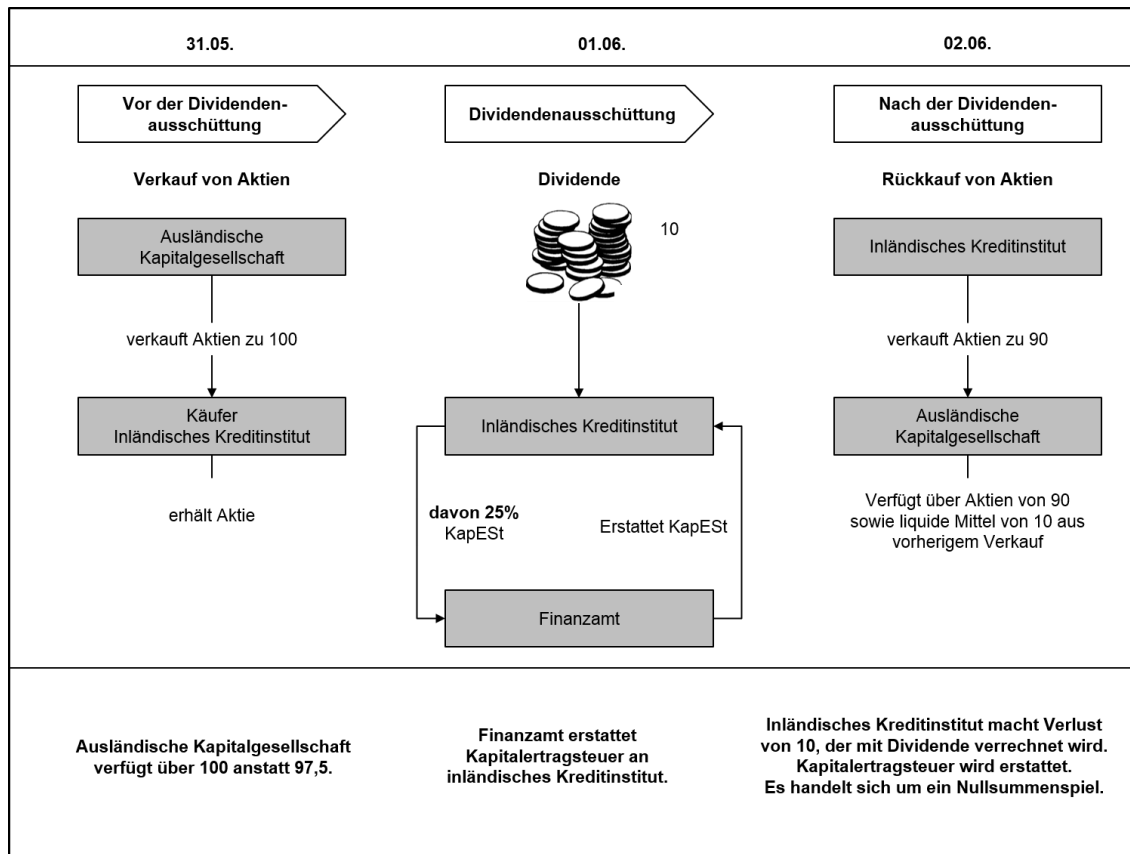 31.05.
01.06.
02.06.
Vor der Dividenden-
ausschüttung
Dividendenausschüttung
Nach der Dividenden-
ausschüttung
Verkauf von Aktien
Dividende
Rückkauf von Aktien
10
Ausländische
Kapitalgesellschaft
Inländisches Kreditinstitut
verkauft Aktien zu 100
verkauft Aktien zu 90
Käufer
Inländisches Kreditinstitut
Inländisches Kreditinstitut
Ausländische
Kapitalgesellschaft
erhält Aktie
davon 25%
KapESt
Erstattet KapESt
Verfügt über Aktien von 90
sowie liquide Mittel von 10 aus
vorherigem Verkauf
Finanzamt
Ausländische Kapitalgesellschaft
verfügt über 100 anstatt 97,5.
Finanzamt erstattet
Kapitalertragsteuer an
inländisches Kreditinstitut.
Inländisches Kreditinstitut macht Verlust
von 10, der mit Dividende verrechnet wird.
Kapitalertragsteuer wird erstattet.
Es handelt sich um ein Nullsummenspiel.